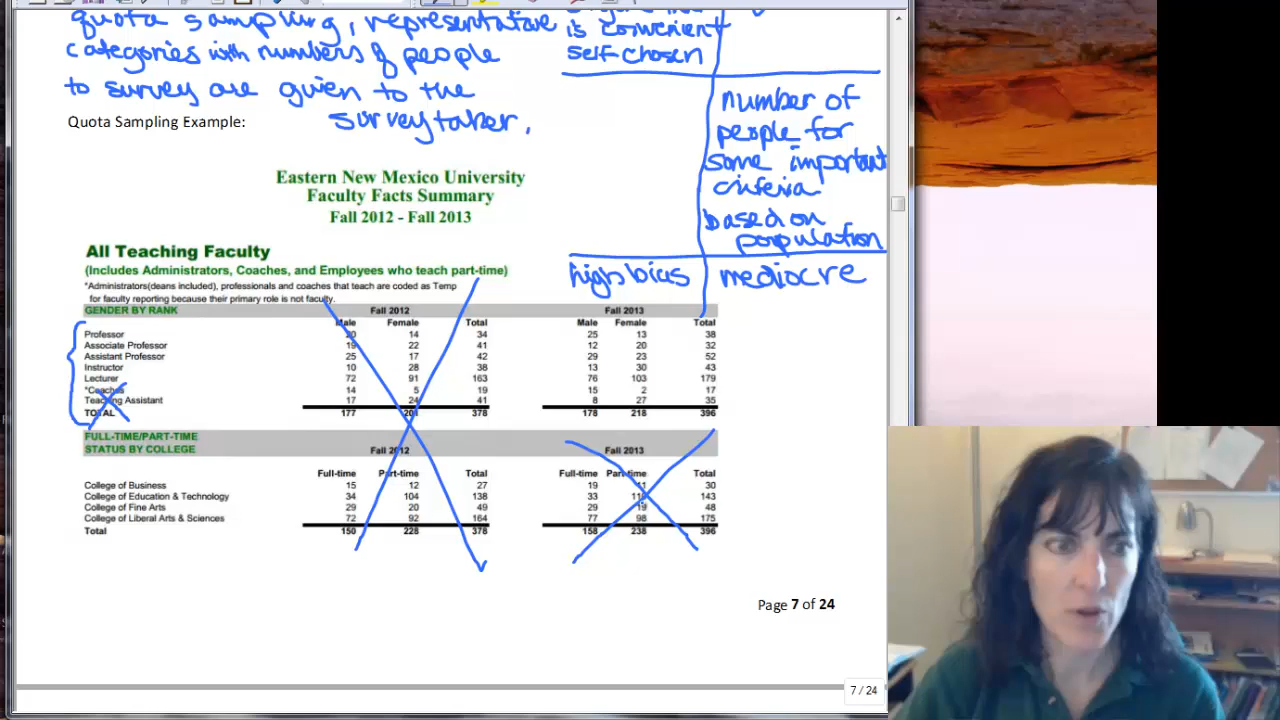 quota sampling, representative
categories with numbers of people
to survey are given to the
survey taker.
is convenient
self-chosen
number of
people for
some important
criteria
based on
population
high bias mediocre
Quota Sampling Example:
Eastern New Mexico University
Faculty Facts Summary
Fall 2012 - Fall 2013
All Teaching Faculty
(Includes Administrators, Coaches, and Employees who teach part-time)
*Administrators(deans included), professionals and coaches that teach are coded as Temp
for faculty reporting because their primary role is not faculty.
GENDER BY RANK Fall 2012 Fall 2013
Male Female Total Male Female Total
Professor 20 14 34 25 13 38
Associate Professor 19 22 41 12 20 32
Assistant Professor 25 17 42 29 23 52
Instructor 10 28 38 13 30 43
Lecturer 72 91 163 76 103 179
*Coaches 14 5 19 15 2 17
Teaching Assistant 17 24 41 8 27 35
TOTAL 177 201 378 178 218 396
FULL-TIME/PART-TIME
STATUS BY COLLEGE Fall 2012 Fall 2013
Full-time Part-time Total Full-time Part-time Total
College of Business 15 12 27 19 11 30
College of Education & Technology 34 104 138 33 110 143
College of Fine Arts 29 20 49 29 19 48
College of Liberal Arts & Sciences 72 92 164 77 98 175
Total 150 228 378 158 238 396
Page 7 of 24
7 / 24